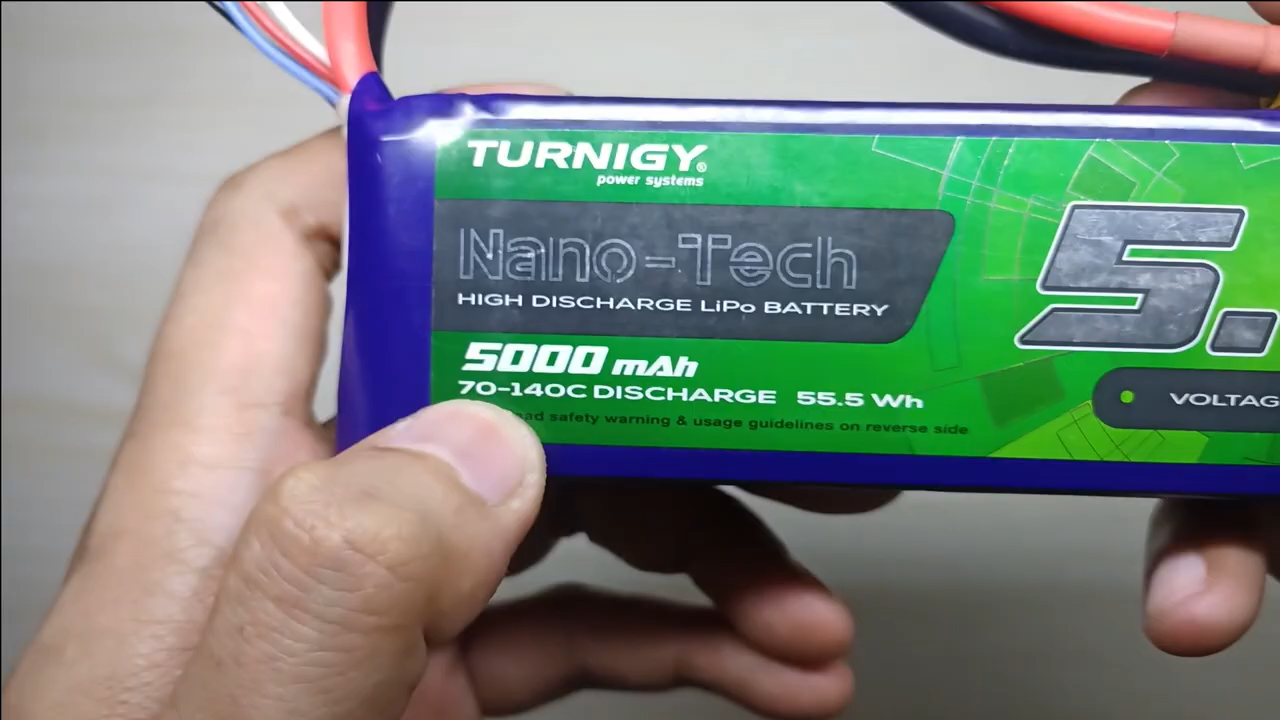 TURNIGY®
power systems
Nano-Tech
HIGH DISCHARGE LiPo BATTERY
5000 mAh
70-140C DISCHARGE 55.5 Wh
safety warning & usage guidelines on reverse side
5.
VOLTAG